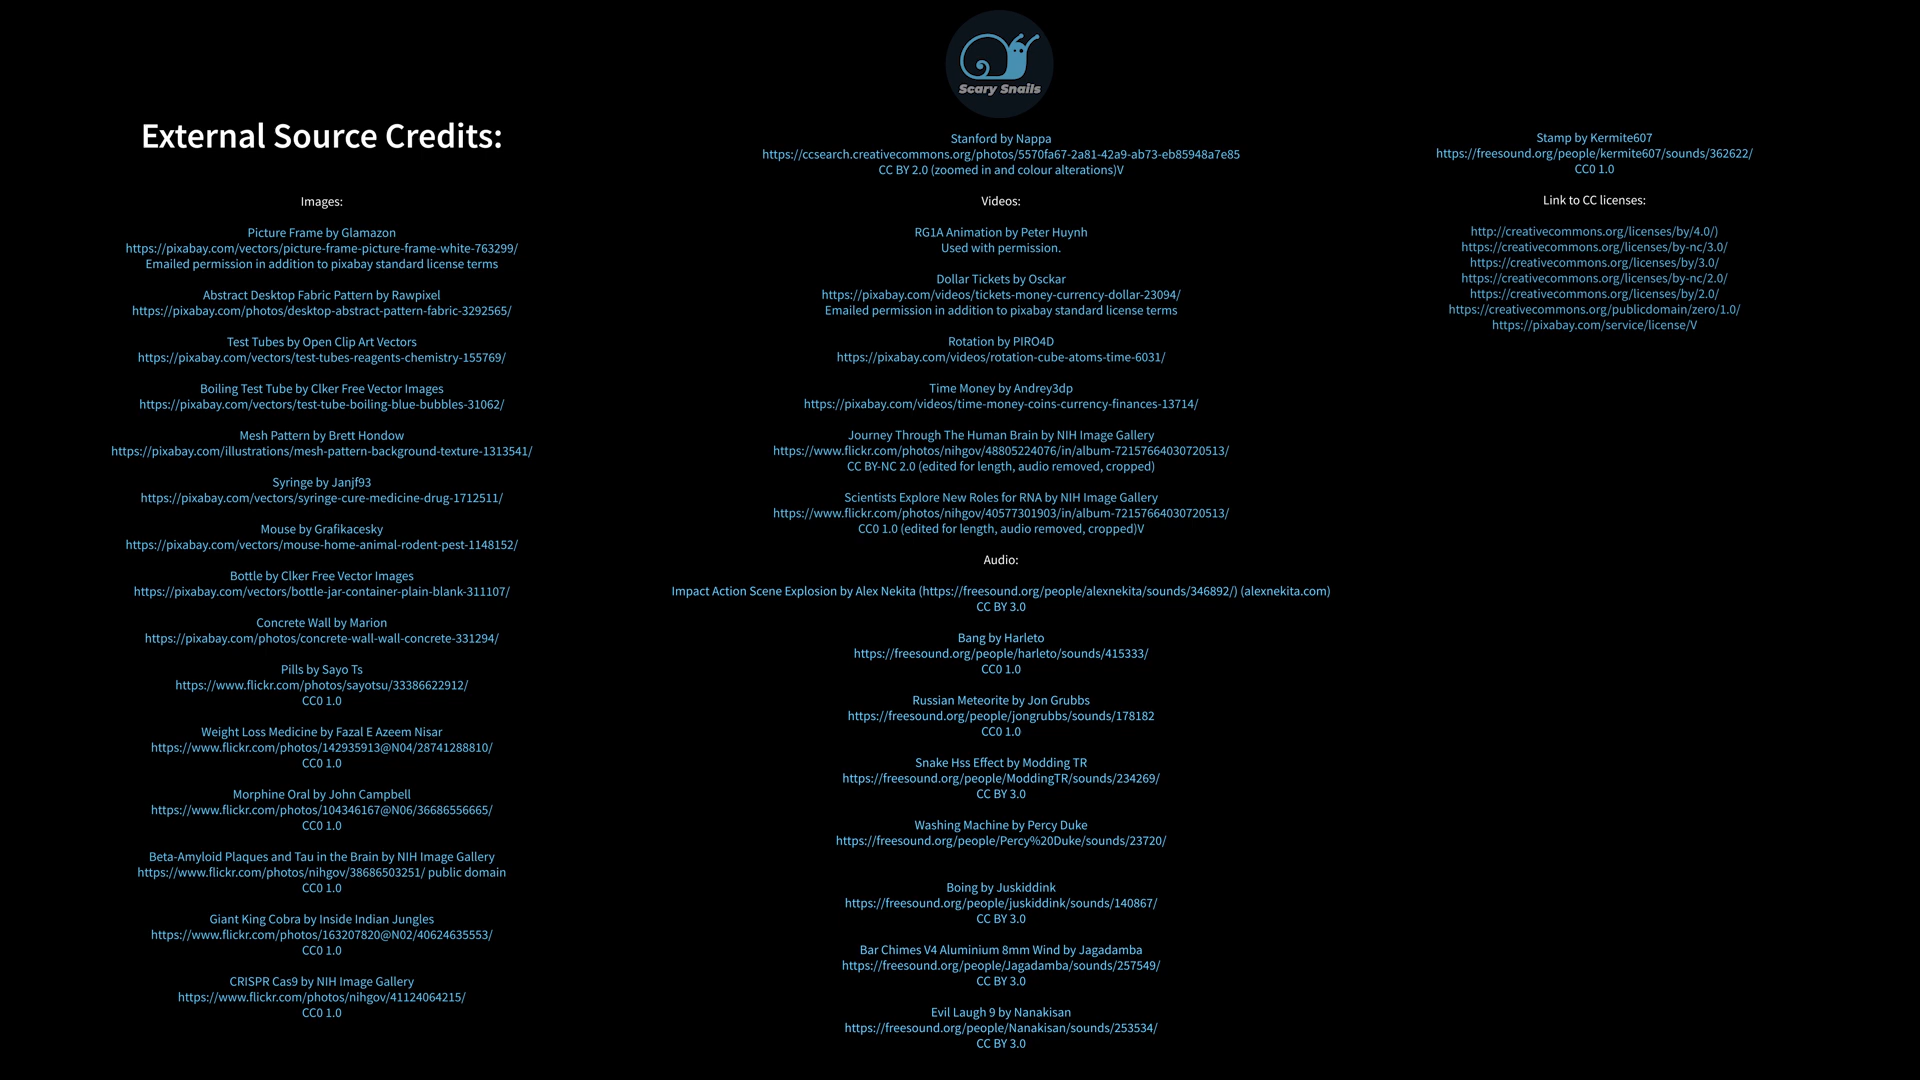 Scary Snails
External Source Credits:
Images:
Picture Frame by Glamazon
https://pixabay.com/vectors/picture-frame-picture-frame-white-763299/
Emailed permission in addition to pixabay standard license terms
Abstract Desktop Fabric Pattern by Rawpixel
https://pixabay.com/photos/desktop-abstract-pattern-fabric-3292565/
Test Tubes by Open Clip Art Vectors
https://pixabay.com/vectors/test-tubes-reagents-chemistry-155769/
Boiling Test Tube by Clker Free Vector Images
https://pixabay.com/vectors/test-tube-boiling-blue-bubbles-31062/
Mesh Pattern by Brett Hondow
https://pixabay.com/illustrations/mesh-pattern-background-texture-1313541/
Syringe by Janjf93
https://pixabay.com/vectors/syringe-cure-medicine-drug-1712511/
Mouse by Grafikacesky
https://pixabay.com/vectors/mouse-home-animal-rodent-pest-1148152/
Bottle by Clker Free Vector Images
https://pixabay.com/vectors/bottle-jar-container-plain-blank-311107/
Concrete Wall by Marion
https://pixabay.com/photos/concrete-wall-wall-concrete-331294/
Pills by Sayo Ts
https://www.flickr.com/photos/sayotsu/33386622912/
CC0 1.0
Weight Loss Medicine by Fazal E Azeem Nisar
https://www.flickr.com/photos/142935913@N04/28741288810/
CC0 1.0
Morphine Oral by John Campbell
https://www.flickr.com/photos/104346167@N06/36686556665/
CC0 1.0
Beta-Amyloid Plaques and Tau in the Brain by NIH Image Gallery
https://www.flickr.com/photos/nihgov/38686503251/ public domain
CC0 1.0
Giant King Cobra by Inside Indian Jungles
https://www.flickr.com/photos/163207820@N02/40624635553/
CC0 1.0
CRISPR Cas9 by NIH Image Gallery
https://www.flickr.com/photos/nihgov/41124064215/
CC0 1.0
Stanford by Nappa
https://ccsearch.creativecommons.org/photos/5570fa67-2a81-42a9-ab73-eb85948a7e85
CC BY 2.0 (zoomed in and colour alterations)V
Videos:
RG1A Animation by Peter Huynh
Used with permission.
Dollar Tickets by Osckar
https://pixabay.com/videos/tickets-money-currency-dollar-23094/
Emailed permission in addition to pixabay standard license terms
Rotation by PIRO4D
https://pixabay.com/videos/rotation-cube-atoms-time-6031/
Time Money by Andrey3dp
https://pixabay.com/videos/time-money-coins-currency-finances-13714/
Journey Through The Human Brain by NIH Image Gallery
https://www.flickr.com/photos/nihgov/48805224076/in/album-72157664030720513/
CC BY-NC 2.0 (edited for length, audio removed, cropped)
Scientists Explore New Roles for RNA by NIH Image Gallery
https://www.flickr.com/photos/nihgov/40577301903/in/album-72157664030720513/
CC0 1.0 (edited for length, audio removed, cropped)V
Audio:
Impact Action Scene Explosion by Alex Nekita (https://freesound.org/people/alexnekita/sounds/346892/) (alexnekita.com)
CC BY 3.0
Bang by Harleto
https://freesound.org/people/harleto/sounds/415333/
CC0 1.0
Russian Meteorite by Jon Grubbs
https://freesound.org/people/jongrubbs/sounds/178182
CC0 1.0
Snake Hss Effect by Modding TR
https://freesound.org/people/ModdingTR/sounds/234269/
CC BY 3.0
Washing Machine by Percy Duke
https://freesound.org/people/Percy%20Duke/sounds/23720/
Boing by Juskiddink
https://freesound.org/people/juskiddink/sounds/140867/
CC BY 3.0
Bar Chimes V4 Aluminium 8mm Wind by Jagadamba
https://freesound.org/people/Jagadamba/sounds/257549/
CC BY 3.0
Evil Laugh 9 by Nanakisan
https://freesound.org/people/Nanakisan/sounds/253534/
CC BY 3.0
Stamp by Kermite607
https://freesound.org/people/kermite607/sounds/362622/
CC0 1.0
Link to CC licenses:
http://creativecommons.org/licenses/by/4.0/)
https://creativecommons.org/licenses/by-nc/3.0/
https://creativecommons.org/licenses/by/3.0/
https://creativecommons.org/licenses/by-nc/2.0/
https://creativecommons.org/licenses/by/2.0/
https://creativecommons.org/publicdomain/zero/1.0/
https://pixabay.com/service/license/V